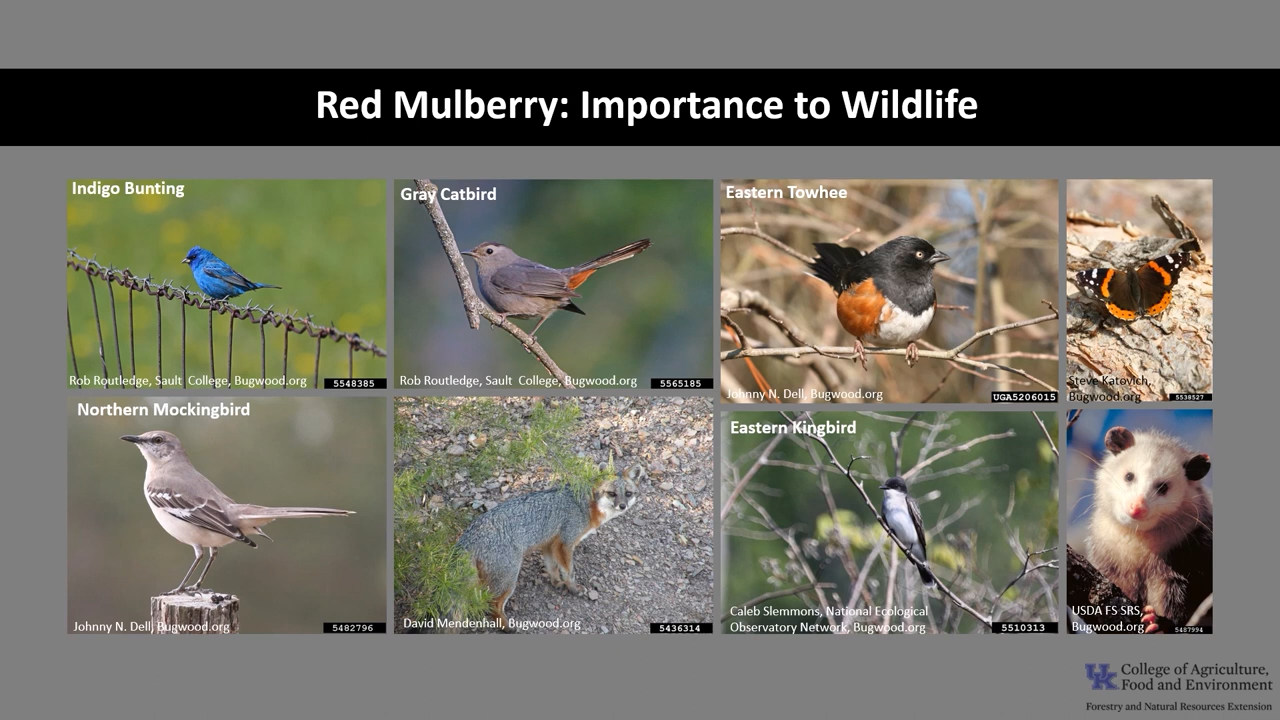 Red Mulberry: Importance to Wildlife
Indigo Bunting
Rob Routledge, Sault College, Bugwood.org
5548385
Gray Catbird
Rob Routledge, Sault College, Bugwood.org
5565185
Eastern Towhee
Johnny N. Dell, Bugwood.org
UGA5206015
Steve Katovich,
Bugwood.org
5538527
Northern Mockingbird
Johnny N. Dell, Bugwood.org
5482796
David Mendenhall, Bugwood.org
5436314
Eastern Kingbird
Caleb Slemmons, National Ecological
Observatory Network, Bugwood.org
5510313
USDA FS SRS,
Bugwood.org
5487994
UK
College of Agriculture,
Food and Environment
Forestry and Natural Resources Extension